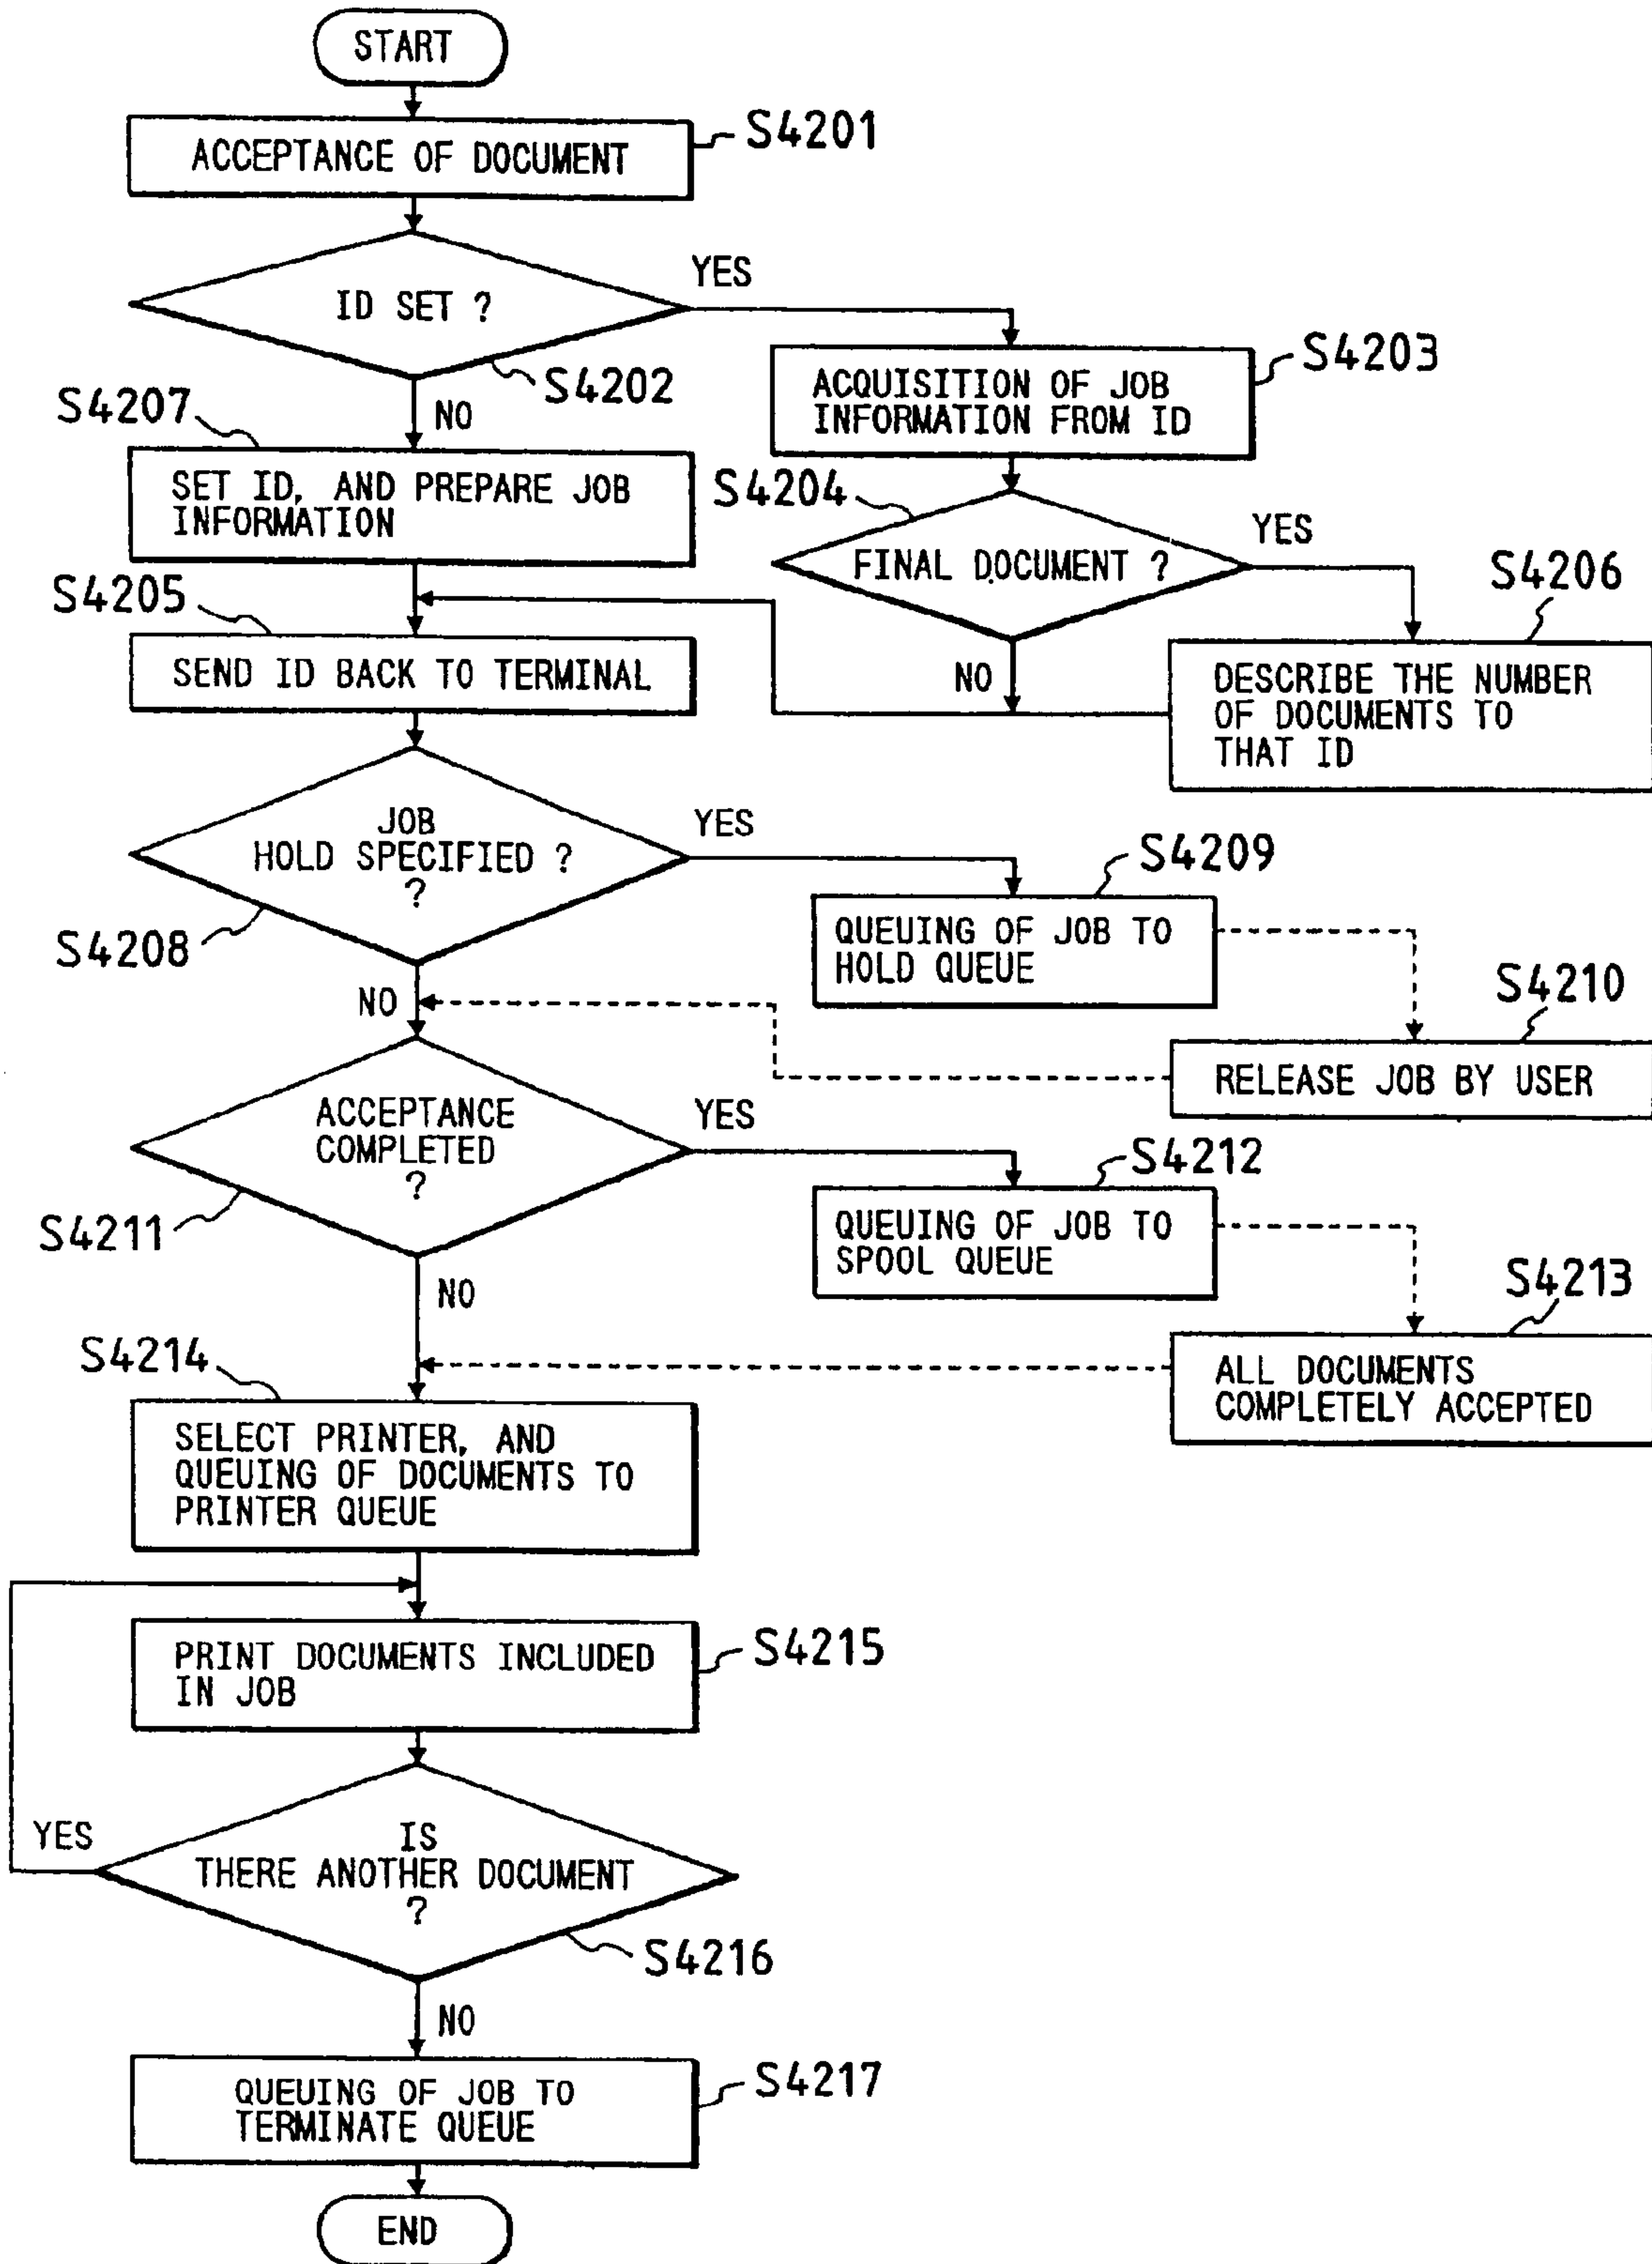 START
ACCEPTANCE OF DOCUMENT
S4201
ID SET ?
YES
S4202
NO
S4203
ACQUISITION OF JOB
INFORMATION FROM ID
S4207
SET ID, AND PREPARE JOB
INFORMATION
S4204
FINAL DOCUMENT ?
YES
NO
S4206
DESCRIBE THE NUMBER
OF DOCUMENTS TO
THAT ID
S4205
SEND ID BACK TO TERMINAL
JOB
HOLD SPECIFIED ?
?
YES
S4208
NO
S4209
QUEUING OF JOB TO
HOLD QUEUE
S4210
RELEASE JOB BY USER
ACCEPTANCE
COMPLETED
?
YES
S4211
NO
S4212
QUEUING OF JOB TO
SPOOL QUEUE
S4213
ALL DOCUMENTS
COMPLETELY ACCEPTED
S4214
SELECT PRINTER, AND
QUEUING OF DOCUMENTS TO
PRINTER QUEUE
PRINT DOCUMENTS INCLUDED
IN JOB
S4215
YES
IS
THERE ANOTHER DOCUMENT
?
S4216
NO
QUEUING OF JOB TO
TERMINATE QUEUE
S4217
END